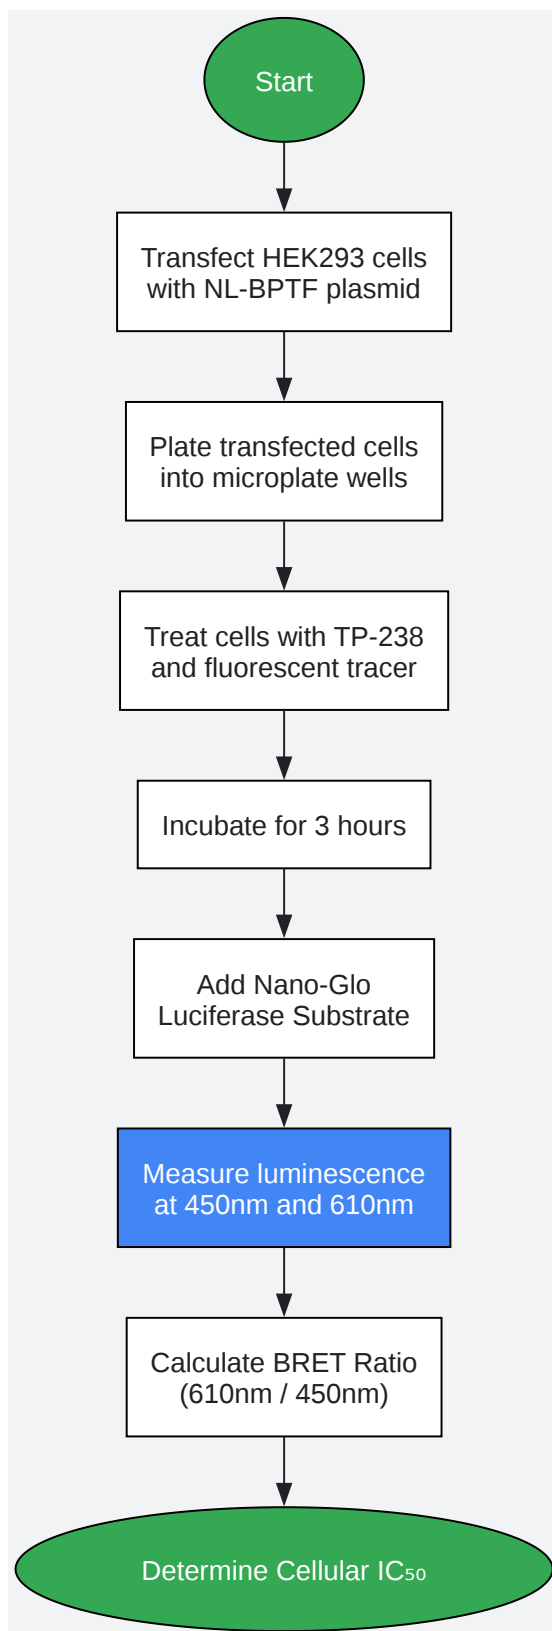 Start
Transfect HEK293 cells
with NL-BPTF plasmid
Plate transfected cells
into microplate wells
Treat cells with TP-238
and fluorescent tracer
Incubate for 3 hours
Add Nano-Glo
Luciferase Substrate
Measure luminescence
at 450nm and 610nm
Calculate BRET Ratio
(610nm / 450nm)
Determine Cellular IC₅₀